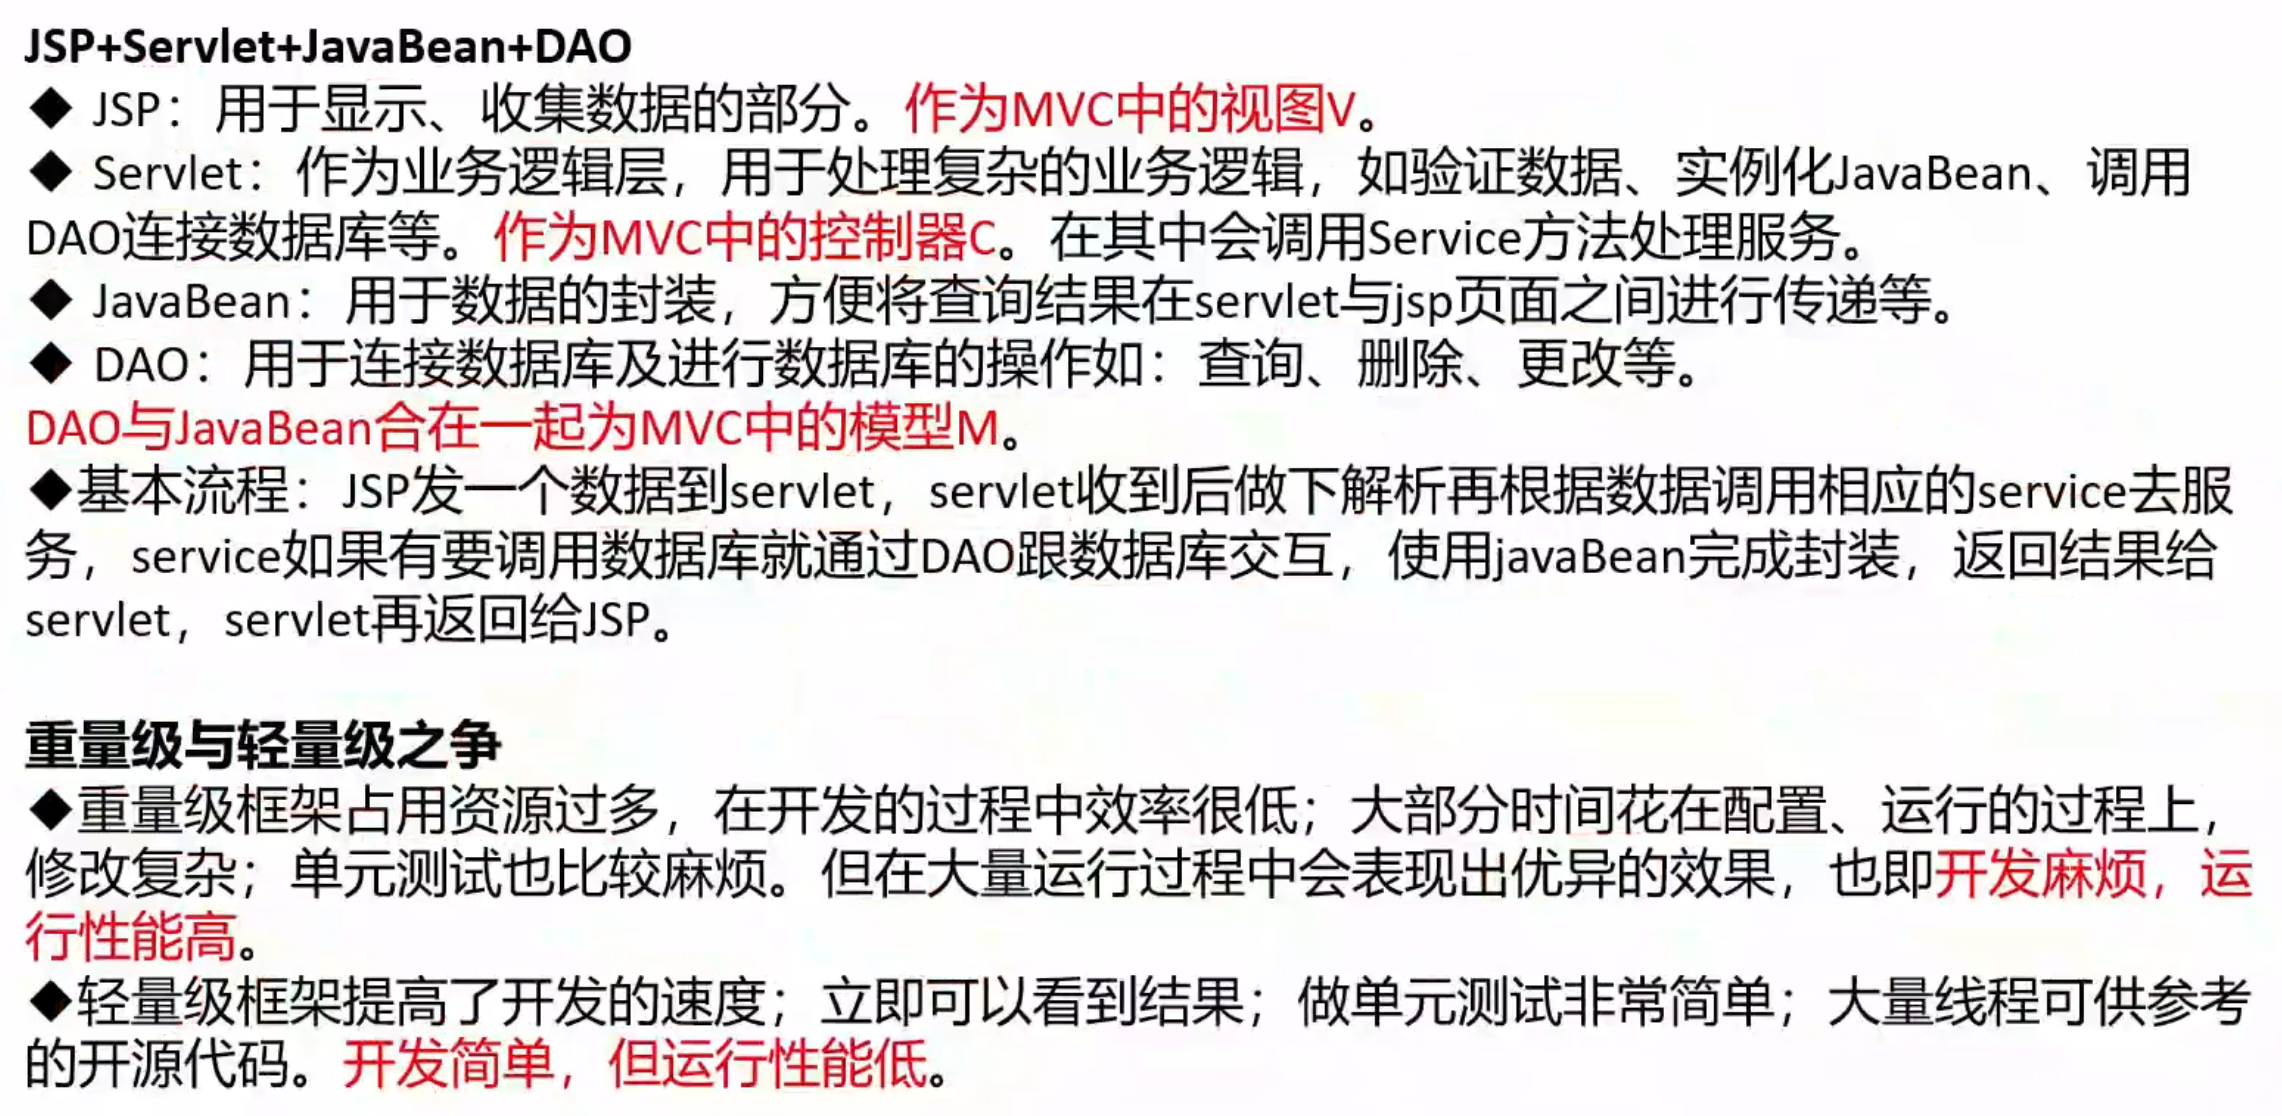 JSP+Servlet+JavaBean+DAO
◆ JSP：用于显示、收集数据的部分。作为MVC中的视图V。
◆ Servlet：作为业务逻辑层，用于处理复杂的业务逻辑，如验证数据、实例化JavaBean、调用
DAO连接数据库等。作为MVC中的控制器C。在其中会调用Service方法处理服务。
◆ JavaBean：用于数据的封装，方便将查询结果在servlet与jsp页面之间进行传递等。
◆ DAO：用于连接数据库及进行数据库的操作如：查询、删除、更改等。
DAO与JavaBean合在一起为MVC中的模型M。
◆基本流程：JSP发一个数据到servlet，servlet收到后做下解析再根据数据调用相应的service去服
务，service如果有要调用数据库就通过DAO跟数据库交互，使用javaBean完成封装，返回结果给
servlet，servlet再返回给JSP。
重量级与轻量级之争
◆重量级框架占用资源过多，在开发的过程中效率很低；大部分时间花在配置、运行的过程上，
修改复杂；单元测试也比较麻烦。但在大量运行过程中会表现出优异的效果，也即开发麻烦，运
行性能高。
◆轻量级框架提高了开发的速度；立即可以看到结果；做单元测试非常简单；大量线程可供参考
的开源代码。开发简单，但运行性能低。